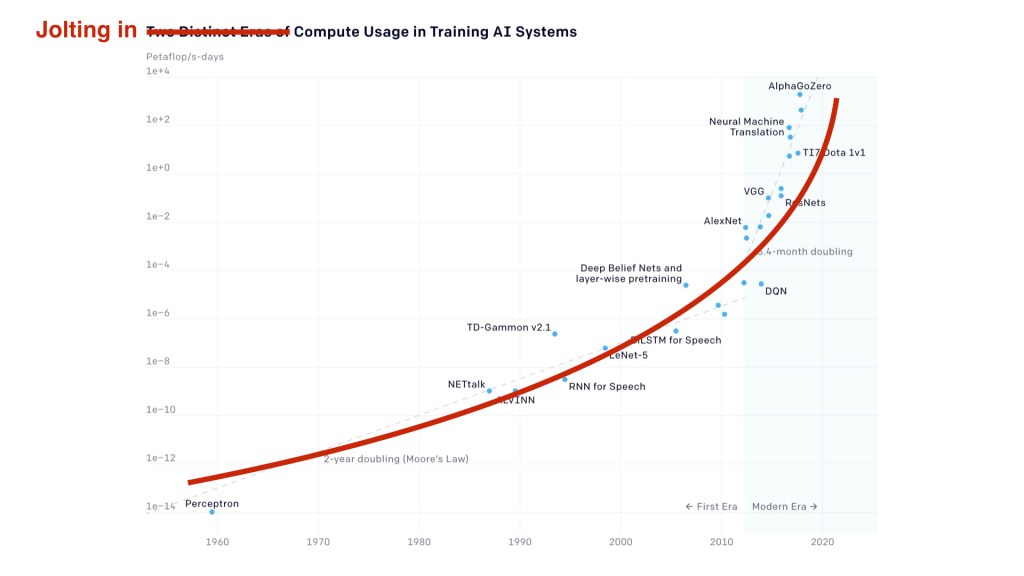 Jolting in Two Distinct Eras of Compute Usage in Training AI Systems
Petaflop/s-days
1e+4
AlphaGoZero
1e+2
Neural Machine
Translation
TI7 Dota 1v1
1e+0
VGG
ResNets
1e-2
AlexNet
3.4-month doubling
1e-4
Deep Belief Nets and
layer-wise pretraining
DQN
1e-6
TD-Gammon v2.1
BiLSTM for Speech
LeNet-5
1e-8
NETtalk
RNN for Speech
ALVINN
1e-10
1e-12
2-year doubling (Moore's Law)
1e-14
Perceptron
← First Era
Modern Era →
1960
1970
1980
1990
2000
2010
2020